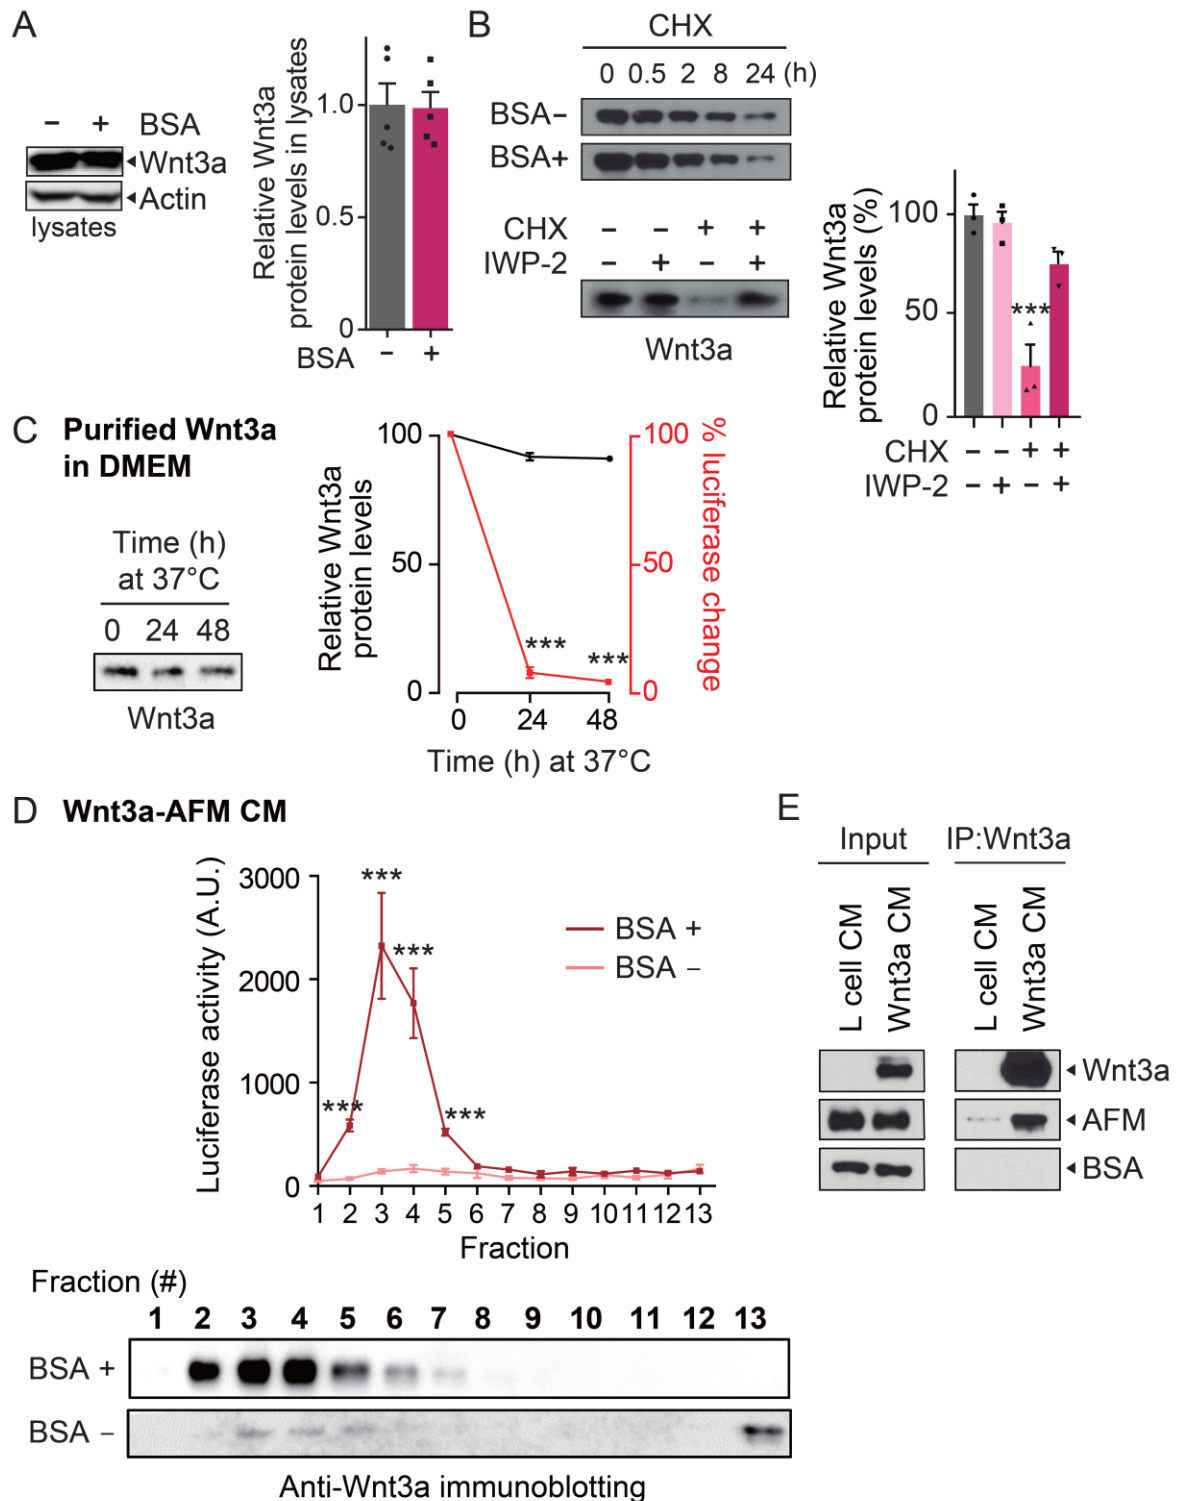 A
− + BSA
Wnt3a
Actin
lysates
Relative Wnt3a
protein levels in lysates
1.0
0.5
0
BSA − +
B
CHX
0 0.5 2 8 24 (h)
BSA−
BSA+
CHX − − + +
IWP-2 − + − +
Wnt3a
Relative Wnt3a
protein levels (%)
100
50
0
***
CHX − − + +
IWP-2 − + − +
C Purified Wnt3a
in DMEM
Time (h)
at 37°C
0 24 48
Wnt3a
Relative Wnt3a
protein levels
100
50
0
% luciferase change
100
50
0
***
***
0 24 48
Time (h) at 37°C
D Wnt3a-AFM CM
Luciferase activity (A.U.)
3000
2000
1000
0
***
***
***
***
BSA +
BSA −
1 2 3 4 5 6 7 8 9 10 11 12 13
Fraction
Fraction (#)
1 2 3 4 5 6 7 8 9 10 11 12 13
BSA +
BSA −
Anti-Wnt3a immunoblotting
E
Input IP:Wnt3a
L cell CM
Wnt3a CM
L cell CM
Wnt3a CM
Wnt3a
AFM
BSA